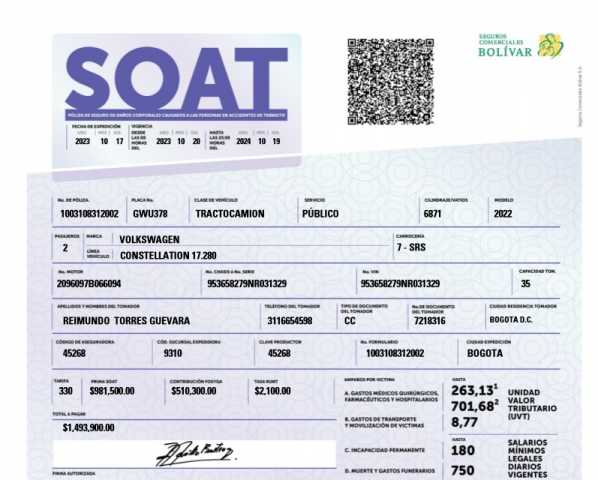 SOAT
SEGUROS
COMERCIALES
BOLÍVAR
PÓLIZA DE SEGURO DE DAÑOS CORPORALES CAUSADOS A LAS PERSONAS EN ACCIDENTES DE TRÁNSITO
FECHA DE EXPEDICIÓN VIGENCIA
AÑO MES DÍA DESDE LAS 00 HORAS DEL AÑO MES DÍA HASTA LAS 23:59 HORAS DEL AÑO MES DÍA
2023 10 17 2023 10 20 2024 10 19
No. DE PÓLIZA PLACA No. CLASE DE VEHÍCULO SERVICIO CILINDRAJE/VATIOS MODELO
1003108312002 GWU378 TRACTOCAMION PÚBLICO 6871 2022
PASAJEROS MARCA VOLKSWAGEN CARROCERÍA
2 LÍNEA VEHÍCULO CONSTELLATION 17.280 7 - SRS
No. MOTOR No. CHASIS ó No. SERIE No. VIN CAPACIDAD TON.
2096097B066094 953658279NR031329 953658279NR031329 35
APELLIDOS Y NOMBRES DEL TOMADOR TELÉFONO DEL TOMADOR TIPO DE DOCUMENTO DEL TOMADOR No. DE DOCUMENTO DEL TOMADOR CIUDAD RESIDENCIA TOMADOR
REIMUNDO TORRES GUEVARA 3116654598 CC 7218316 BOGOTA D.C.
CÓDIGO DE ASEGURADORA CÓD. SUCURSAL EXPEDIDORA CLAVE PRODUCTOR No. FORMULARIO CIUDAD EXPEDICIÓN
45268 9310 45268 1003108312002 BOGOTA
TARIFA PRIMA SOAT CONTRIBUCIÓN FOSYGA TASA RUNT
330 $981,500.00 $510,300.00 $2,100.00
TOTAL A PAGAR
$1,493,900.00
FIRMA AUTORIZADA
AMPAROS POR VICTIMA HASTA
A. GASTOS MÉDICOS QUIRÚRGICOS, FARMACÉUTICOS Y HOSPITALARIOS
263,13¹
701,68²
B. GASTOS DE TRANSPORTE Y MOVILIZACIÓN DE VICTIMAS
8,77
UNIDAD
VALOR
TRIBUTARIO
(UVT)
HASTA
C. INCAPACIDAD PERMANENTE 180
D. MUERTE Y GASTOS FUNERARIOS 750
SALARIOS
MÍNIMOS
LEGALES
DIARIOS
VIGENTES